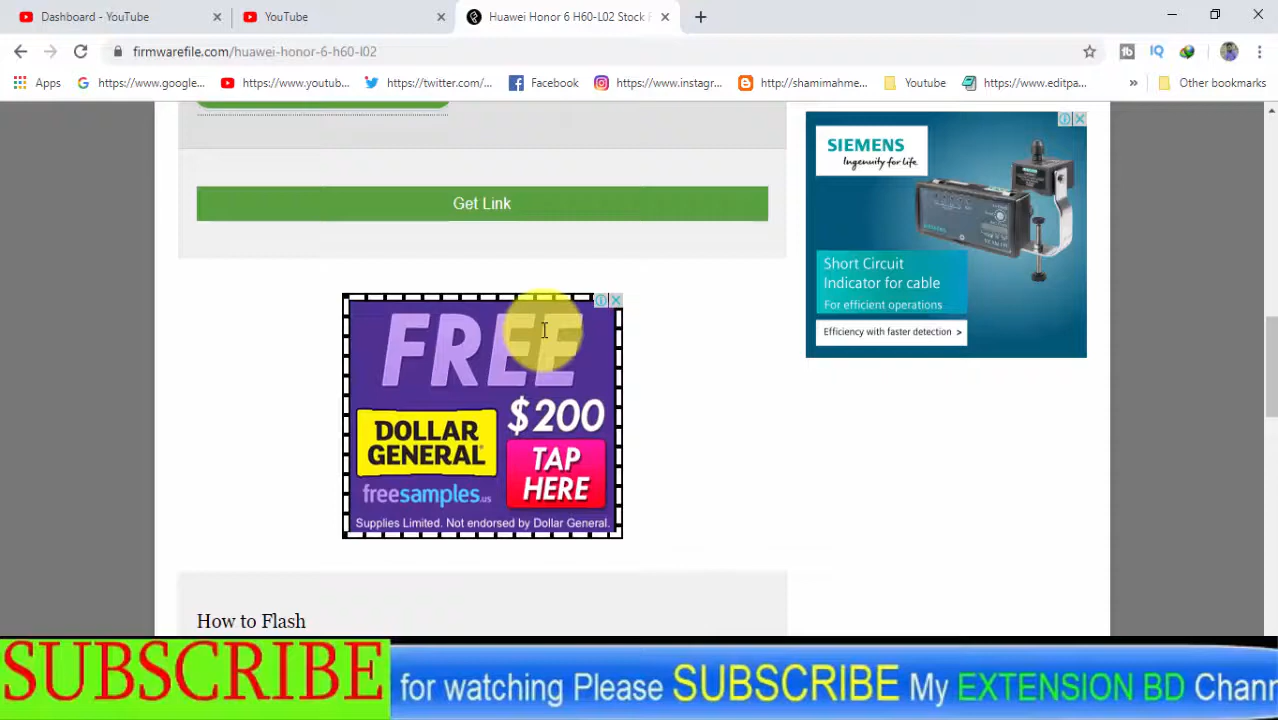 Dashboard - YouTube
YouTube
Huawei Honor 6 H60-L02 Stock F
firmwarefile.com/huawei-honor-6-h60-l02
Apps
https://www.google...
https://www.youtub...
https://twitter.com/...
Facebook
https://www.instagr...
http://shamimahme...
Youtube
https://www.editpa...
Other bookmarks
Get Link
FREE
$200
DOLLAR
GENERAL
TAP
HERE
freesamples.us
Supplies Limited. Not endorsed by Dollar General.
SIEMENS
Ingenuity for life
Short Circuit
Indicator for cable
For efficient operations
Efficiency with faster detection >
How to Flash
SUBSCRIBE
for watching Please SUBSCRIBE My EXTENSION BD Chann